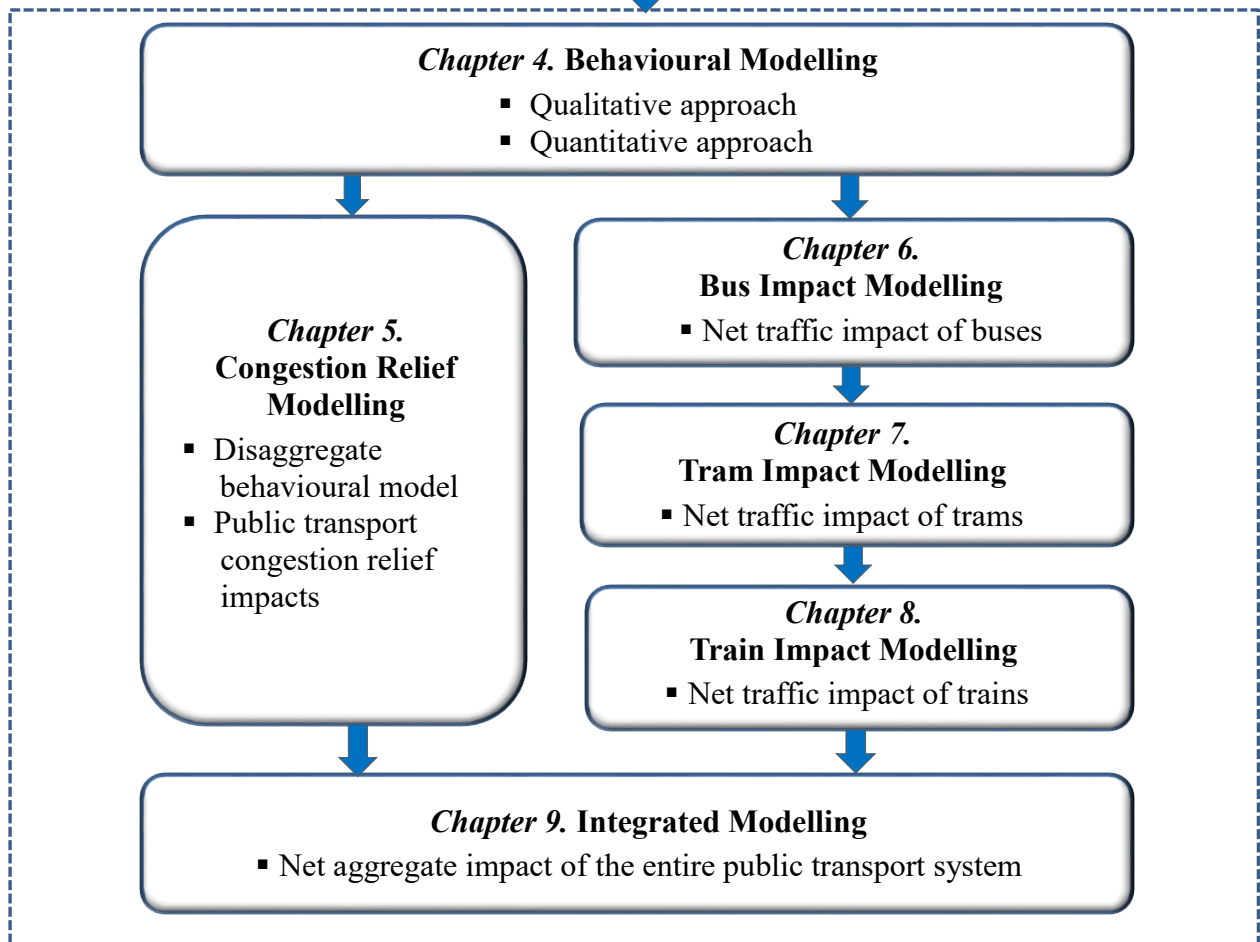 Chapter 4. Behavioural Modelling
▪ Qualitative approach
▪ Quantitative approach
Chapter 5.
Congestion Relief
Modelling
▪ Disaggregate
behavioural model
▪ Public transport
congestion relief
impacts
Chapter 6.
Bus Impact Modelling
▪ Net traffic impact of buses
Chapter 7.
Tram Impact Modelling
▪ Net traffic impact of trams
Chapter 8.
Train Impact Modelling
▪ Net traffic impact of trains
Chapter 9. Integrated Modelling
▪ Net aggregate impact of the entire public transport system